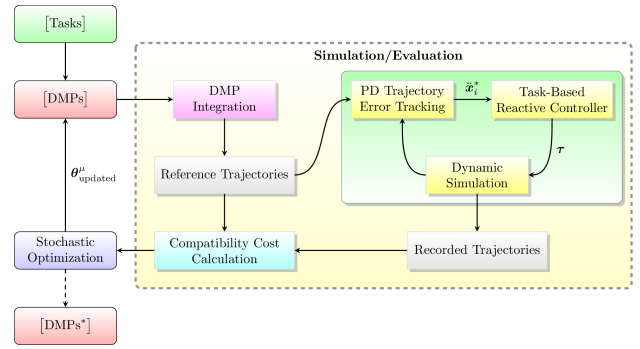 [Tasks]
Simulation/Evaluation
[DMPs]
DMP
Integration
PD Trajectory
Error Tracking
ẍ*ᵢ
Task-Based
Reactive Controller
τ
θ^μ_updated
Reference Trajectories
Dynamic
Simulation
Stochastic
Optimization
Compatibility Cost
Calculation
Recorded Trajectories
[DMPs*]